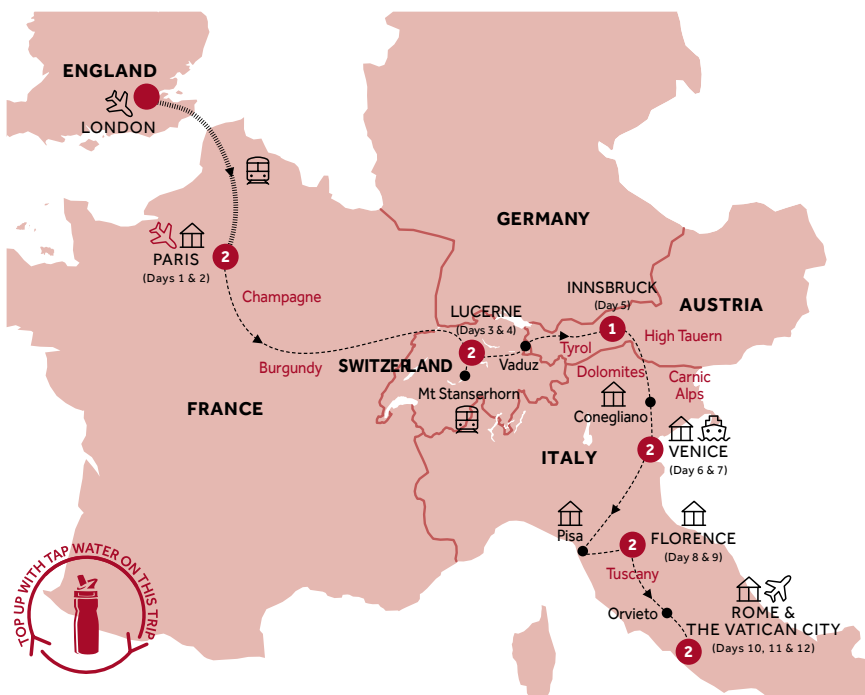 ENGLAND
LONDON
PARIS
2
(Days 1 & 2)
Champagne
Burgundy
FRANCE
GERMANY
LUCERNE
(Days 3 & 4)
2
SWITZERLAND
Mt Stanserhorn
Vaduz
INNSBRUCK
(Day 5)
1
Tyrol
AUSTRIA
High Tauern
Dolomites
Carnic
Alps
Conegliano
ITALY
2
VENICE
(Day 6 & 7)
Pisa
2
FLORENCE
(Day 8 & 9)
Tuscany
Orvieto
ROME &
THE VATICAN CITY
2
(Days 10, 11 & 12)
TOP UP WITH TAP WATER ON THIS TRIP